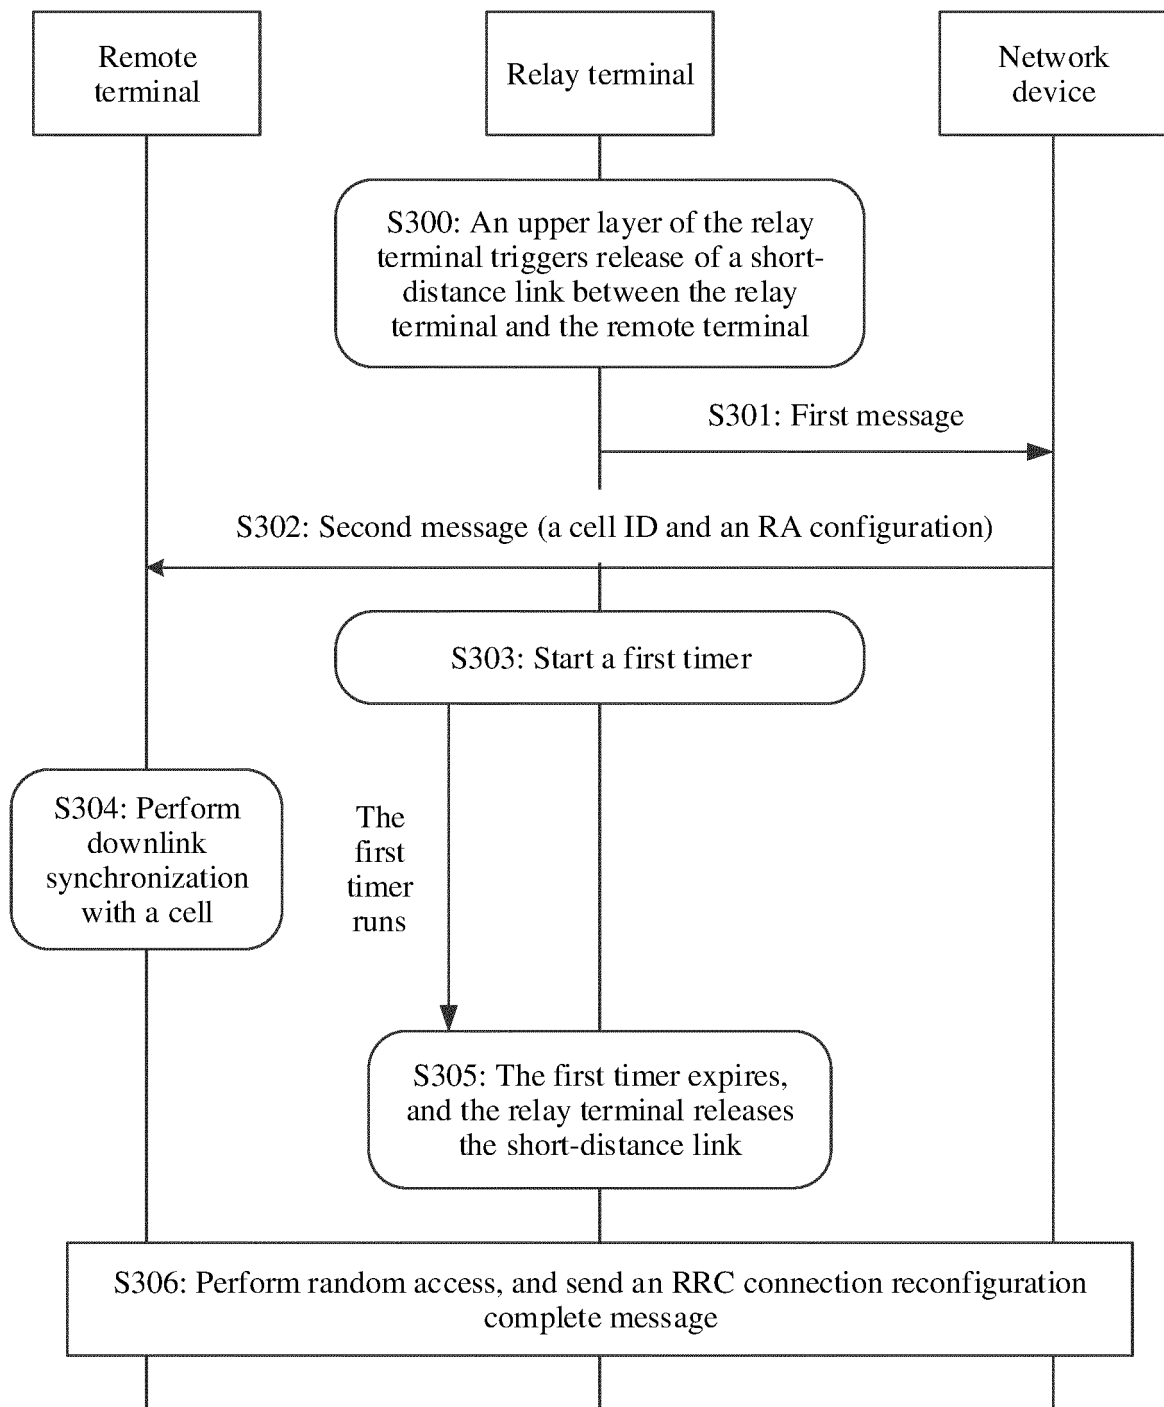 Remote
terminal
Relay terminal
Network
device
S300: An upper layer of the relay
terminal triggers release of a short-
distance link between the relay
terminal and the remote terminal
S301: First message
S302: Second message (a cell ID and an RA configuration)
S303: Start a first timer
S304: Perform
downlink
synchronization
with a cell
The
first
timer
runs
S305: The first timer expires,
and the relay terminal releases
the short-distance link
S306: Perform random access, and send an RRC connection reconfiguration
complete message